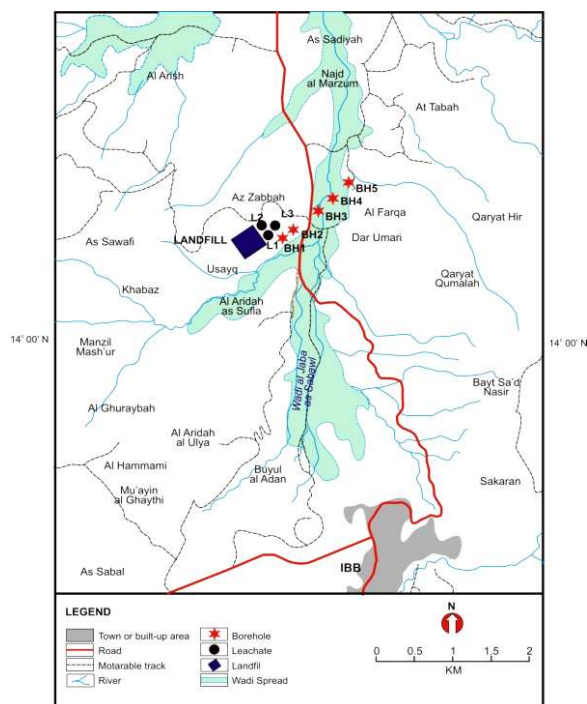 As Sadiyah
Najd
al Marzum
Al Arish
At Tabah
BH5
BH4
Az Zabbah
L2
L3
BH3
Al Farqa
Qaryat Hir
BH2
As Sawafi
LANDFILL
L1
BH1
Dar Umari
Usayq
Khabaz
Qaryat
Qumalah
Al Aridah
as Sufla
14° 00′ N
14° 00′ N
Manzil
Mash'ur
Wadi al Jaba
as Sabawl
Bayt Sa'd
Nasir
Al Ghuraybah
Al Aridah
al Ulya
Al Hammami
Buyul
al Adan
Sakaran
Mu'ayin
al Ghaythi
As Sabal
IBB
LEGEND
Town or built-up area
Road
Motarable track
River
Borehole
Leachate
Landfil
Wadi Spread
N
0 1 0 1 2
KM